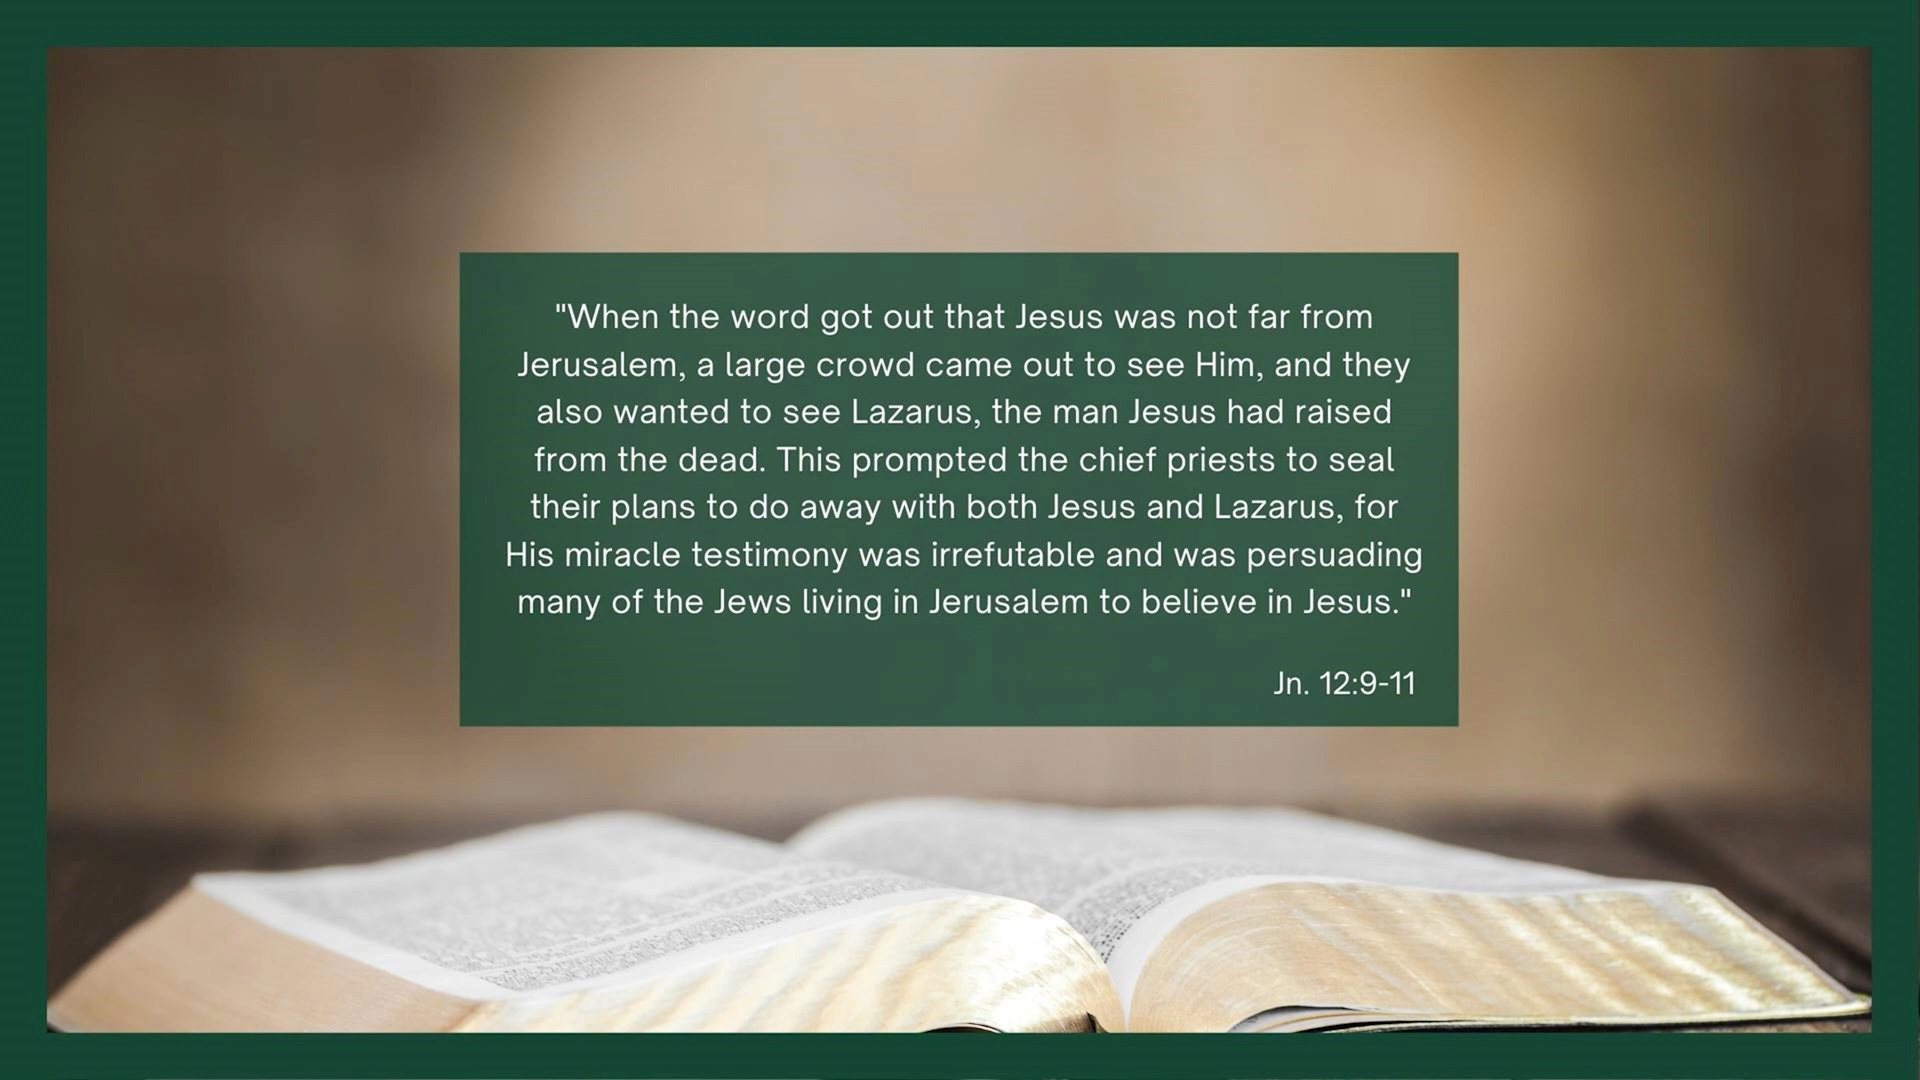 "When the word got out that Jesus was not far from
Jerusalem, a large crowd came out to see Him, and they
also wanted to see Lazarus, the man Jesus had raised
from the dead. This prompted the chief priests to seal
their plans to do away with both Jesus and Lazarus, for
His miracle testimony was irrefutable and was persuading
many of the Jews living in Jerusalem to believe in Jesus."
Jn. 12:9-11